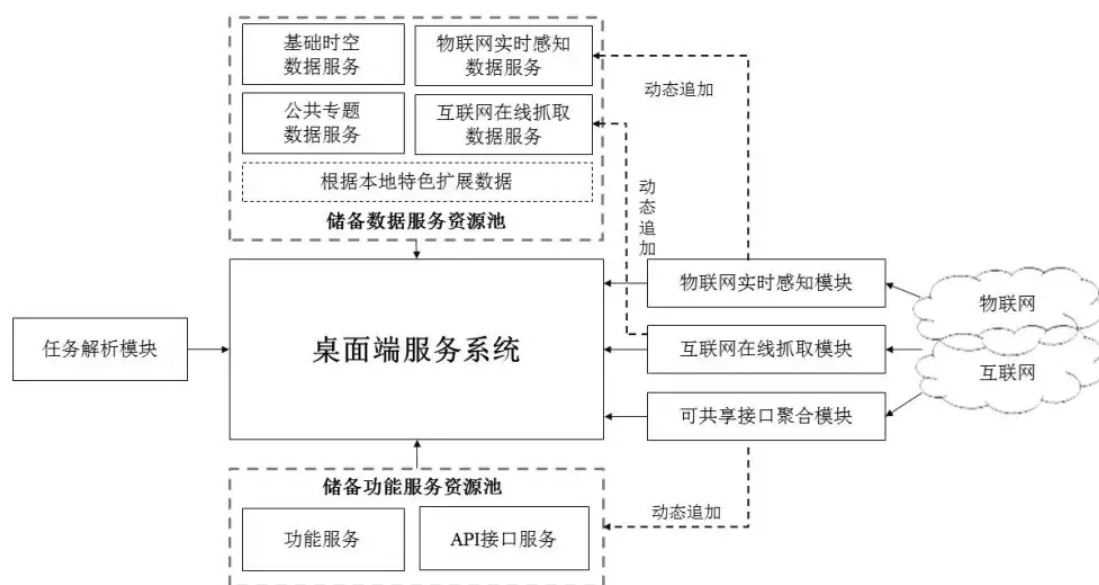 基础时空
数据服务
物联网实时感知
数据服务
公共专题
数据服务
互联网在线抓取
数据服务
根据本地特色扩展数据
储备数据服务资源池
动态追加
动
态
追
加
物联网实时感知模块
物联网
任务解析模块
桌面端服务系统
互联网在线抓取模块
互联网
可共享接口聚合模块
储备功能服务资源池
功能服务
API接口服务
动态追加